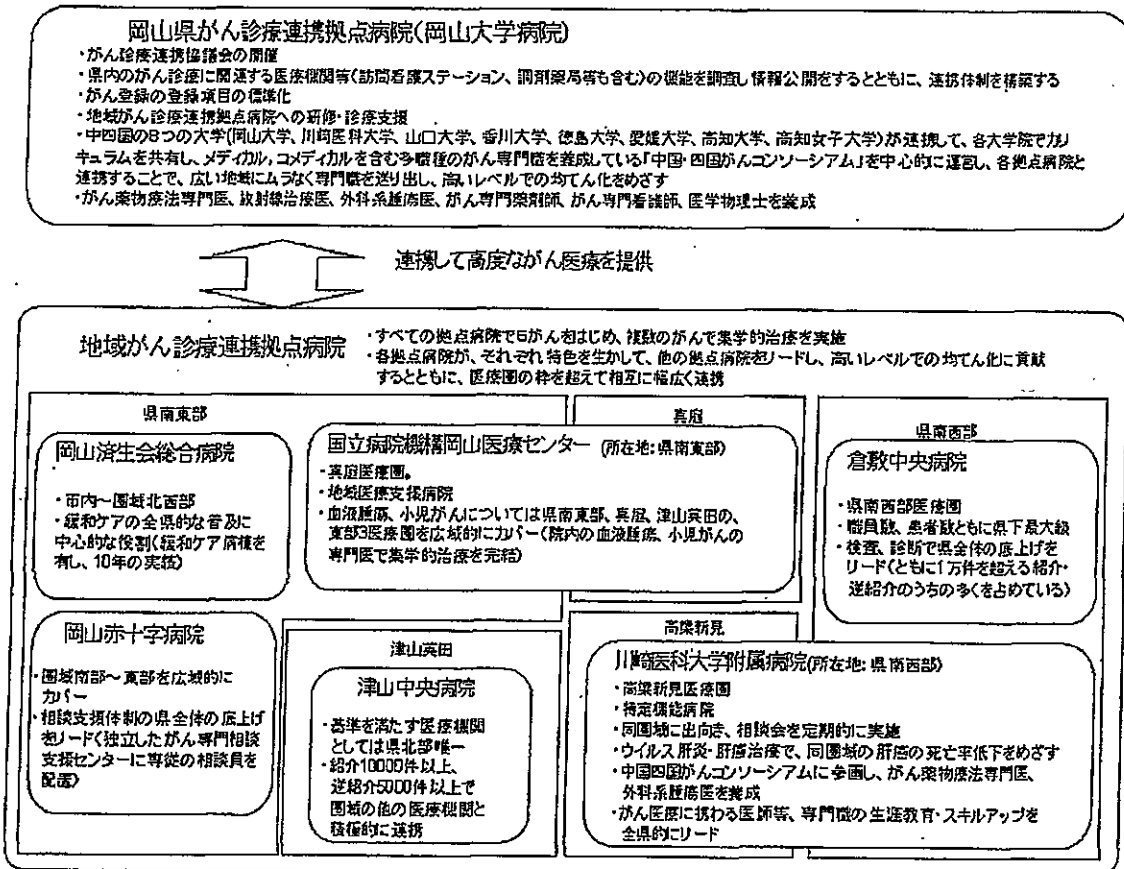 岡山県がん診療連携拠点病院(岡山大学病院)
・がん診療連携協議会の開催
・県内のがん診療に関連する医療機関等(訪問看護ステーション、調剤薬局等も含む)の機能を調査し情報公開をするとともに、連携体制を構築する
・がん登録の登録項目の標準化
・地域がん診療連携拠点病院への研修・診療支援
・中四国の8つの大学(岡山大学、川崎医科大学、山口大学、香川大学、徳島大学、愛媛大学、高知大学、高知女子大学)が連携して、各大学院でカリ
キュラムを共有し、メディカル，コメディカルを含む多職種のがん専門職を養成している「中国・四国がんコンソーシアム」を中心的に運営し、各拠点病院と
連携することで、広い地域にムラなく専門職を送り出し、高いレベルでの均てん化をめざす
・がん薬物療法専門医、放射線治療医、外科系腫瘍医、がん専門薬剤師、がん専門看護師、医学物理士を養成
連携して高度ながん医療を提供
地域がん診療連携拠点病院
・すべての拠点病院で5がんをはじめ、複数のがんで集学的治療を実施
・各拠点病院が、それぞれ特色を生かして、他の拠点病院をリードし、高いレベルでの均てん化に貢献
するとともに、医療圏の枠を超えて相互に幅広く連携
県南東部
岡山済生会総合病院
・市内～圏域北西部
・緩和ケアの全県的な普及に
中心的な役割(緩和ケア病棟を
有し、10年の実績)
岡山赤十字病院
・圏域南部～東部を広域的に
カバー
・相談支援体制の県全体の底上げ
をリード(独立したがん専門相談
支援センターに専従の相談員を
配置)
真庭
国立病院機構岡山医療センター (所在地:県南東部)
・真庭医療圏。
・地域医療支援病院
・血液腫瘍、小児がんについては県南東部、真庭、津山英田の、
東部3医療圏を広域的にカバー(院内の血液腫瘍、小児がんの
専門医で集学的治療を完結)
津山英田
津山中央病院
・基準を満たす医療機関
としては県北部唯一
・紹介10000件以上、
逆紹介5000件以上で
圏域の他の医療機関と
積極的に連携
県南西部
倉敷中央病院
・県南西部医療圏
・職員数、患者数ともに県下最大級
・検査、診断で県全体の底上げを
リード(ともに1万件を超える紹介・
逆紹介のうちの多くを占めている)
高梁新見
川崎医科大学附属病院(所在地:県南西部)
・高梁新見医療圏
・特定機能病院
・同圏域に出向き、相談会を定期的に実施
・ウイルス肝炎・肝癌治療で、同圏域の肝癌の死亡率低下をめざす
・中国四国がんコンソーシアムに参画し、がん薬物療法専門医、
外科系腫瘍医を養成
・がん医療に携わる医師等、専門職の生涯教育・スキルアップを
全県的にリード